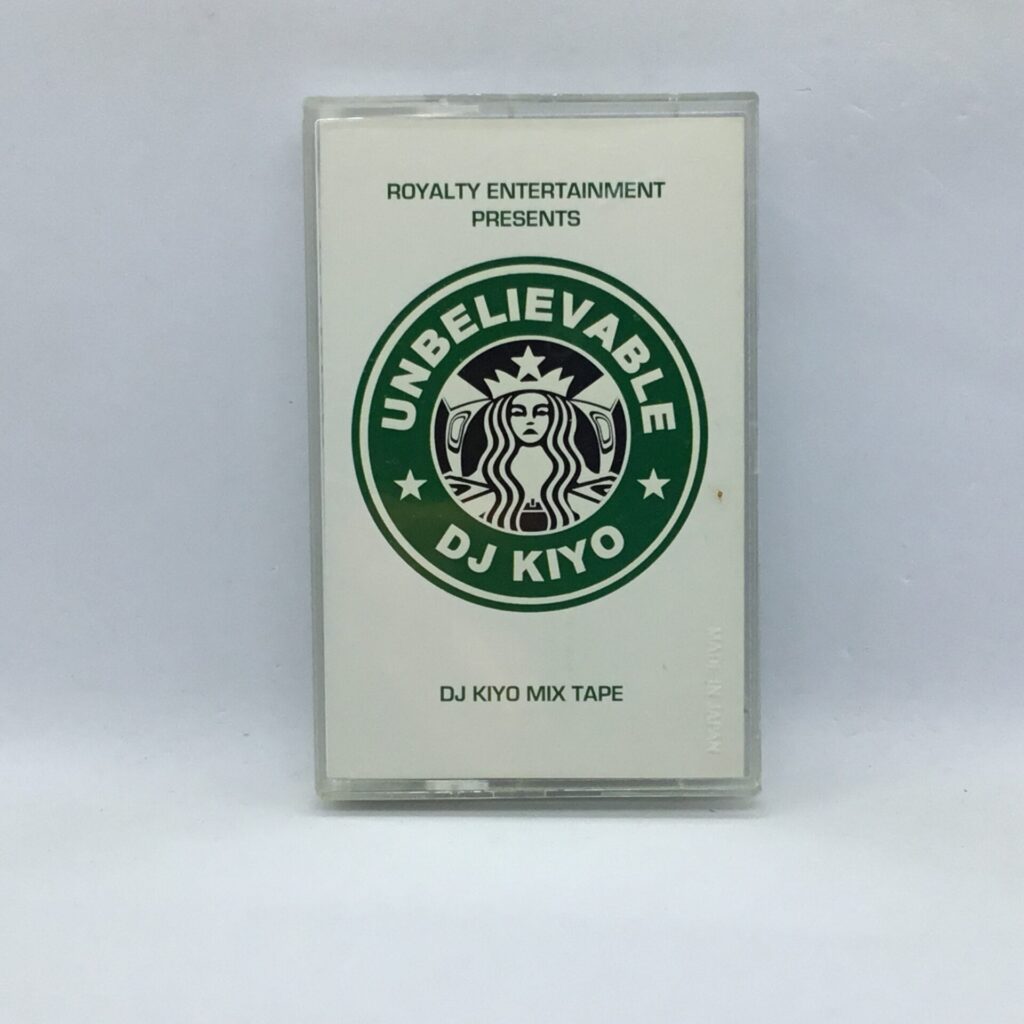 ROYALTY ENTERTAINMENT
PRESENTS
UNBELIEVABLE
DJ KIYO
DJ KIYO MIX TAPE
MADE IN JAPAN